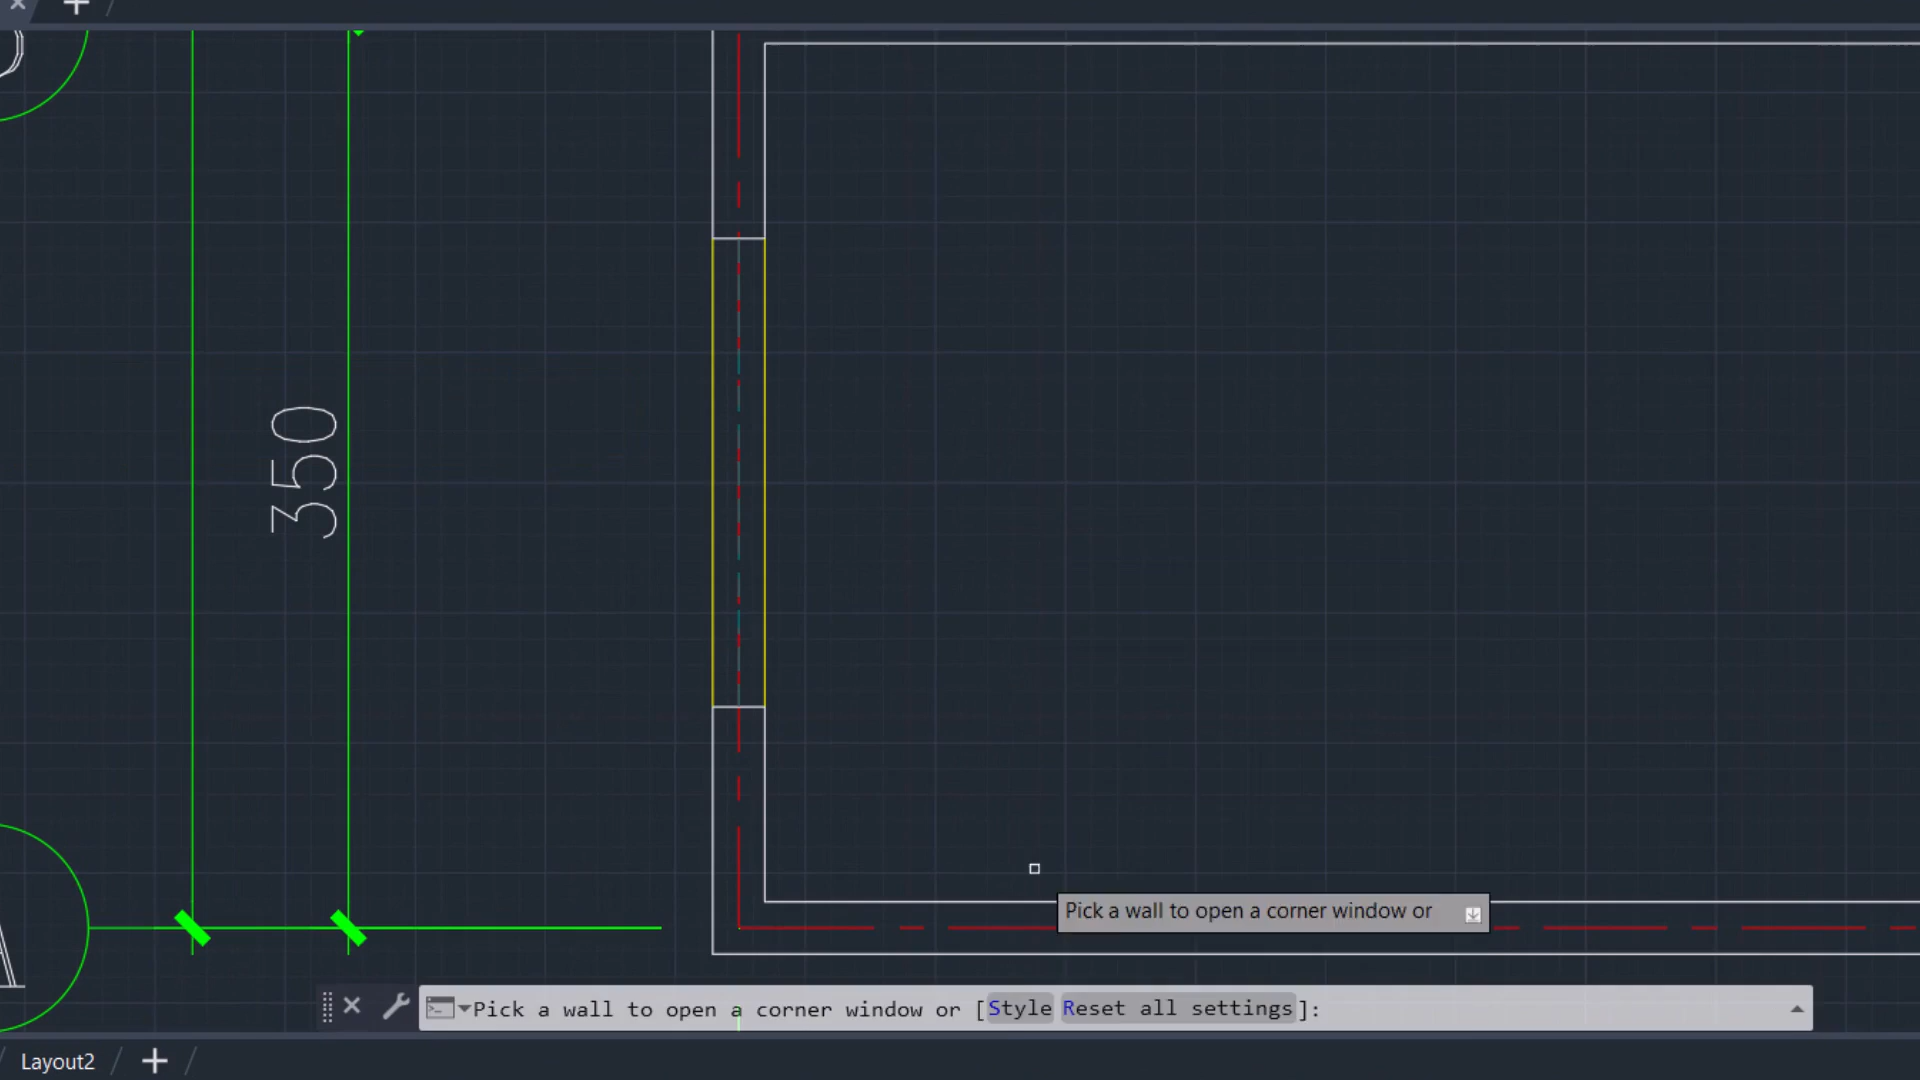 350
Pick a wall to open a corner window or
Pick a wall to open a corner window or [Style Reset all settings]:
Layout2